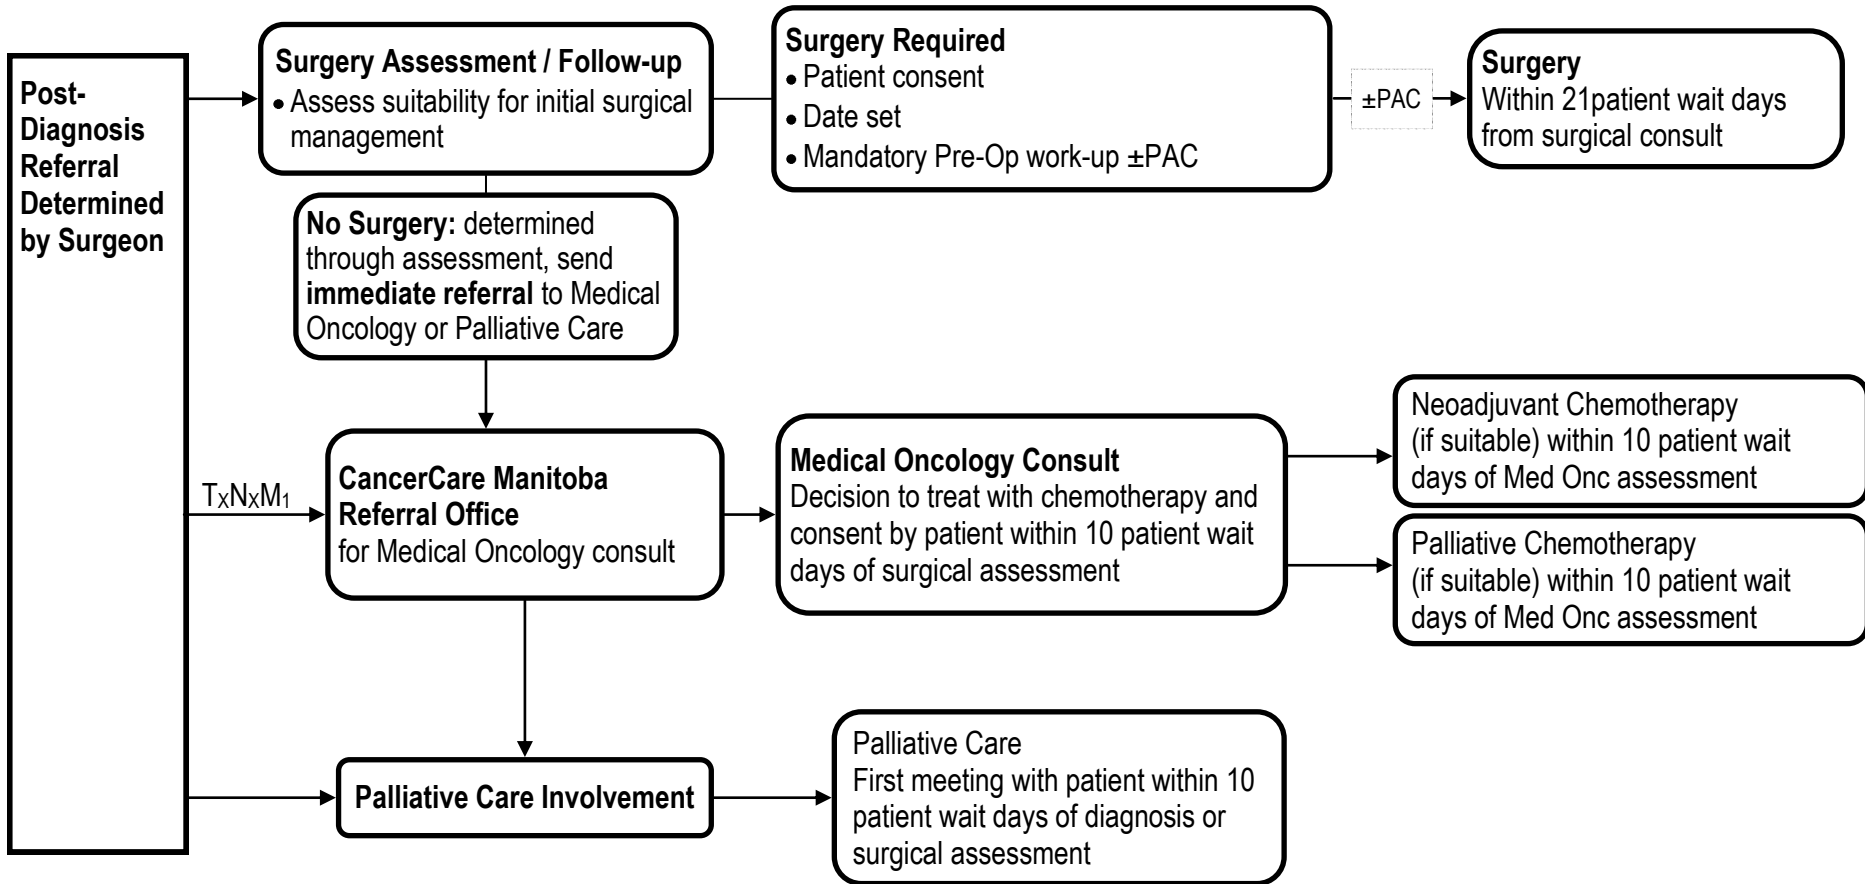 Post-
Diagnosis
Referral
Determined
by Surgeon
Surgery Assessment / Follow-up
• Assess suitability for initial surgical
management
Surgery Required
• Patient consent
• Date set
• Mandatory Pre-Op work-up ±PAC
±PAC
Surgery
Within 21patient wait days
from surgical consult
No Surgery: determined
through assessment, send
immediate referral to Medical
Oncology or Palliative Care
TXNXM1
CancerCare Manitoba
Referral Office
for Medical Oncology consult
Medical Oncology Consult
Decision to treat with chemotherapy and
consent by patient within 10 patient wait
days of surgical assessment
Neoadjuvant Chemotherapy
(if suitable) within 10 patient wait
days of Med Onc assessment
Palliative Chemotherapy
(if suitable) within 10 patient wait
days of Med Onc assessment
Palliative Care Involvement
Palliative Care
First meeting with patient within 10
patient wait days of diagnosis or
surgical assessment